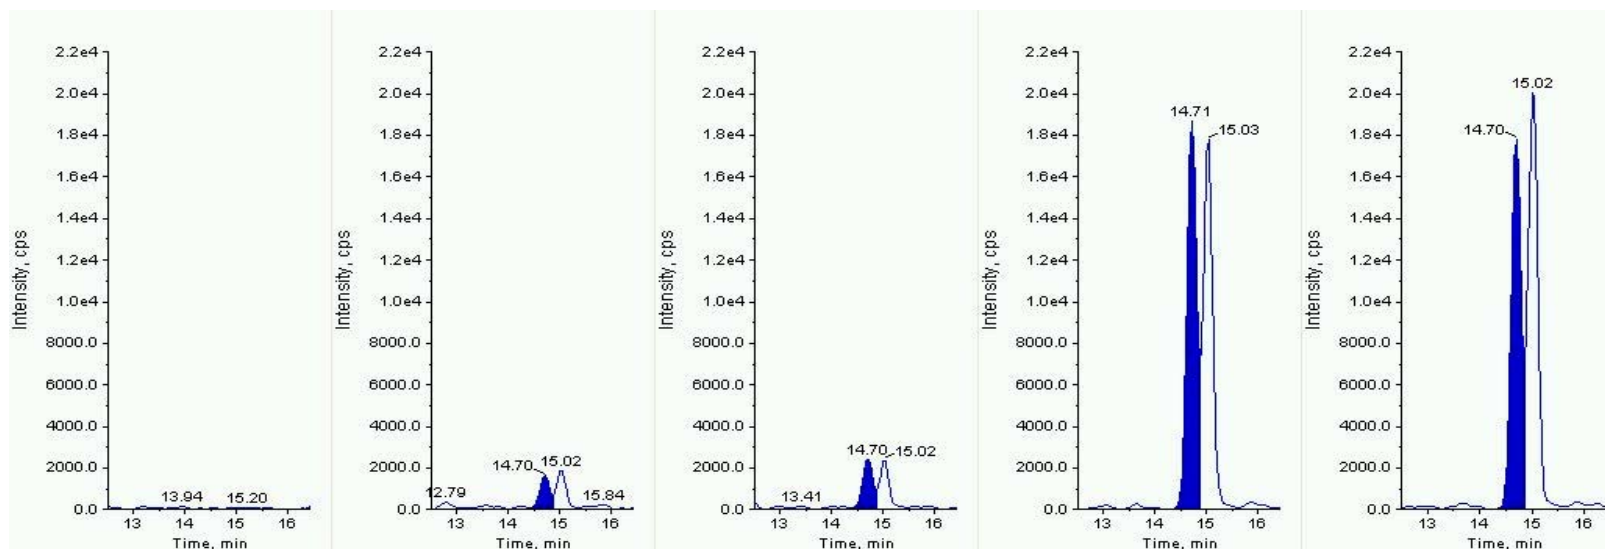 2.2e4
2.0e4
1.8e4
1.6e4
1.4e4
1.2e4
1.0e4
8000.0
6000.0
4000.0
2000.0
0.0
Intensity, cps
13.94
15.20
13 14 15 16
Time, min
2.2e4
2.0e4
1.8e4
1.6e4
1.4e4
1.2e4
1.0e4
8000.0
6000.0
4000.0
2000.0
0.0
Intensity, cps
12.79
14.70
15.02
15.84
13 14 15 16
Time, min
2.2e4
2.0e4
1.8e4
1.6e4
1.4e4
1.2e4
1.0e4
8000.0
6000.0
4000.0
2000.0
0.0
Intensity, cps
13.41
14.70
15.02
13 14 15 16
Time, min
2.2e4
2.0e4
1.8e4
1.6e4
1.4e4
1.2e4
1.0e4
8000.0
6000.0
4000.0
2000.0
0.0
Intensity, cps
14.71
15.03
13 14 15 16
Time, min
2.2e4
2.0e4
1.8e4
1.6e4
1.4e4
1.2e4
1.0e4
8000.0
6000.0
4000.0
2000.0
0.0
Intensity, cps
15.02
14.70
13 14 15 16
Time, min